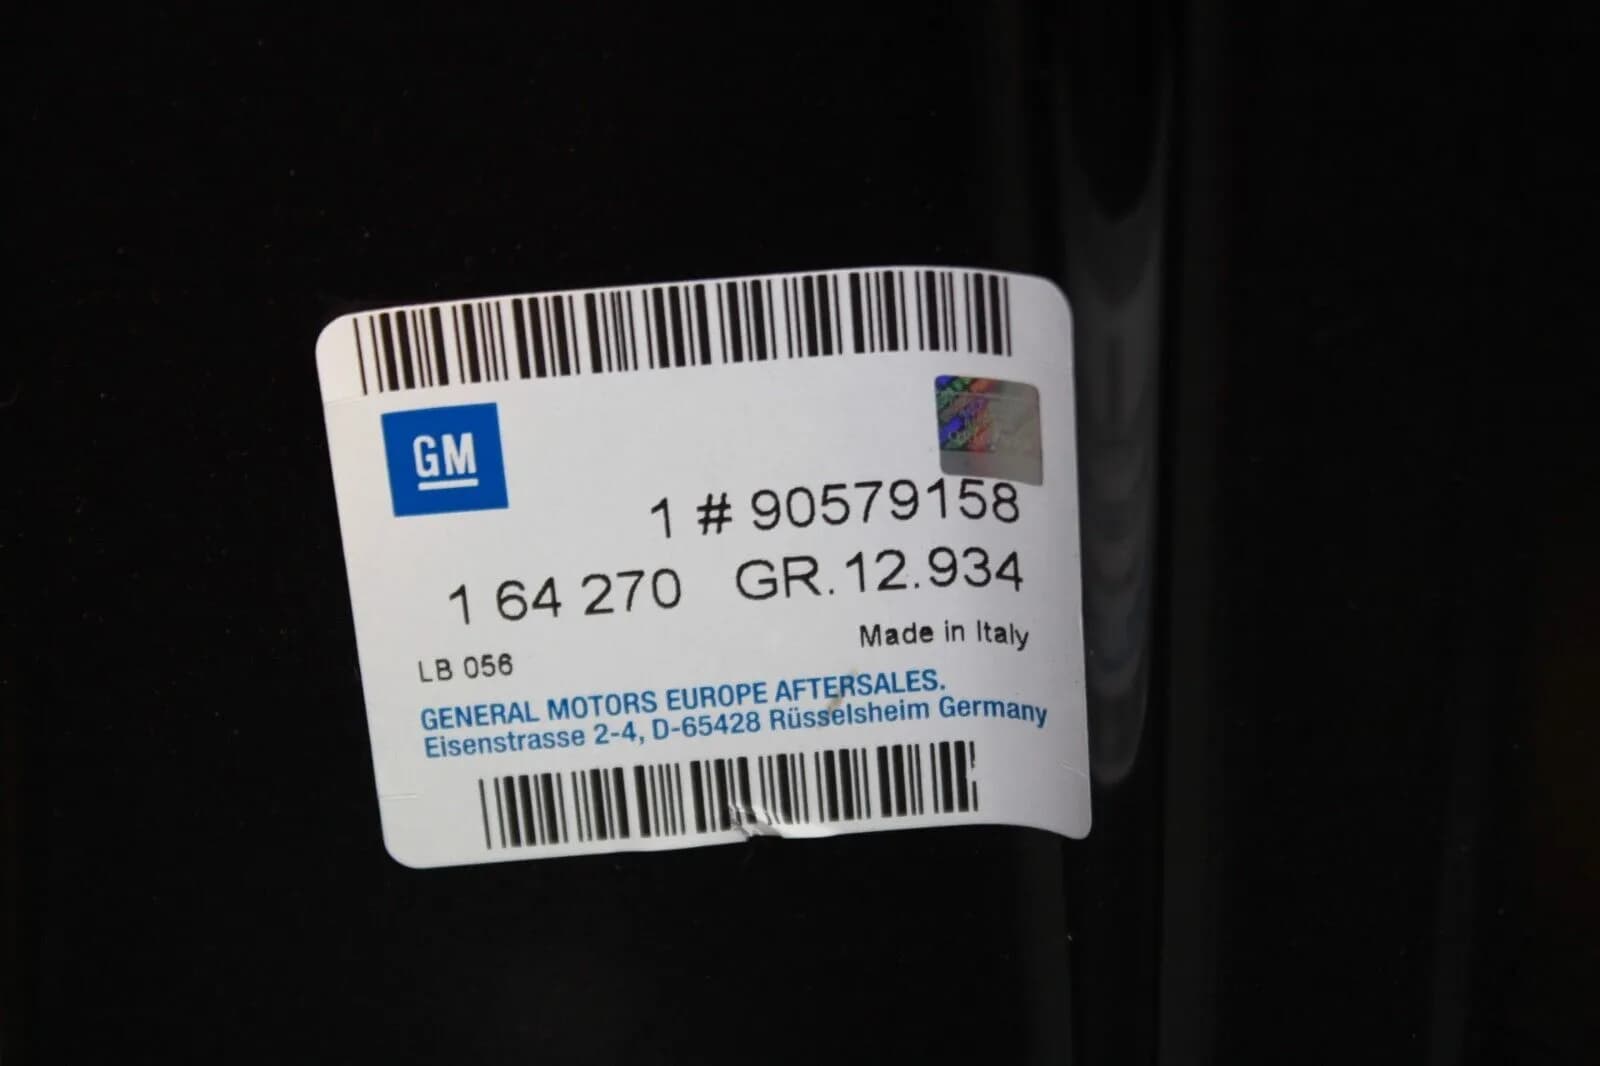 GM
1 # 90579158
1 64 270 GR.12.934
Made in Italy
LB 056
GENERAL MOTORS EUROPE AFTERSALES.
Eisenstrasse 2-4, D-65428 Rüsselsheim Germany